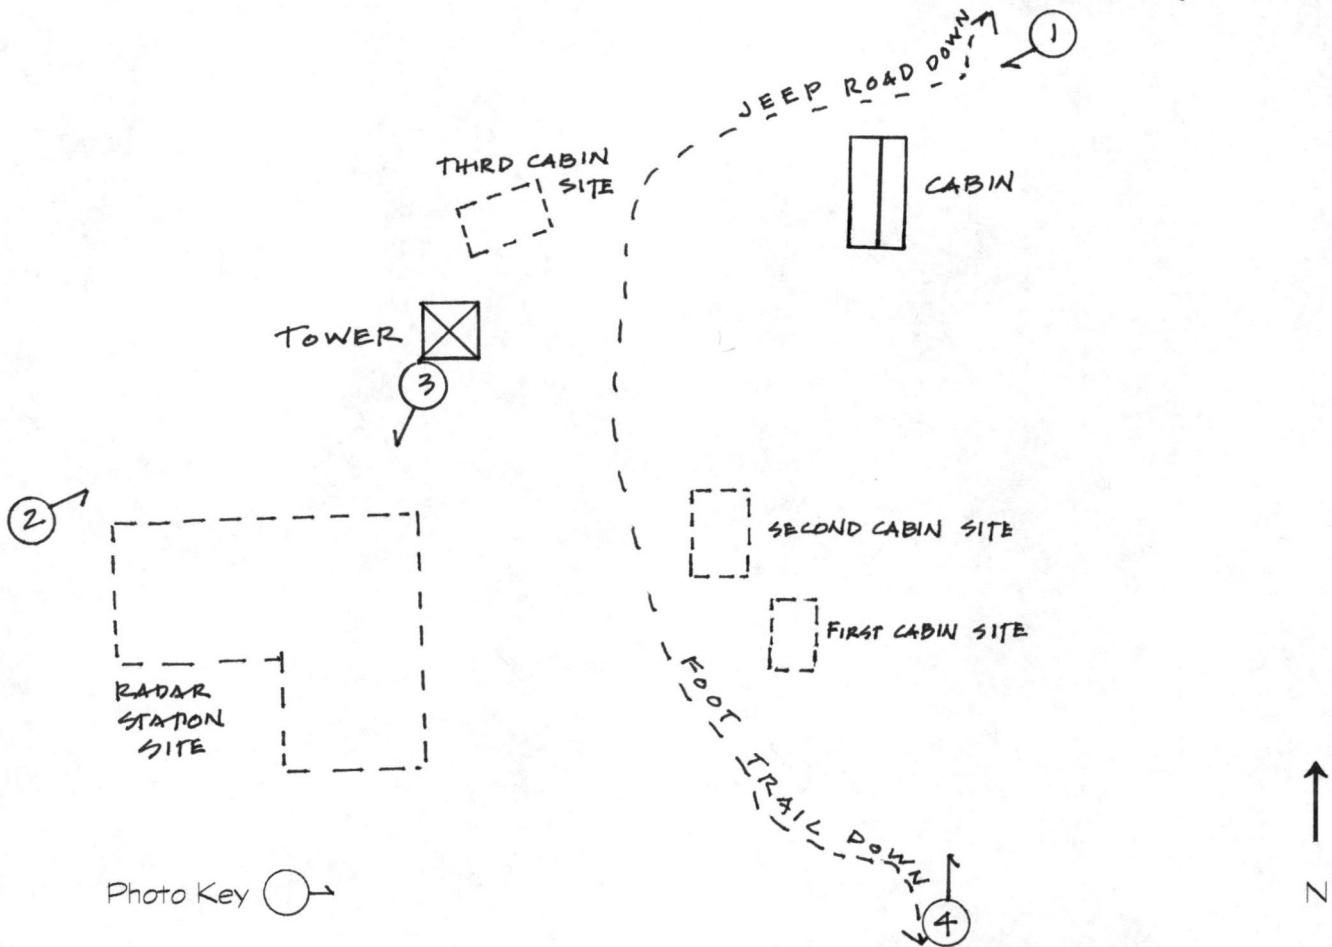 1
JEEP ROAD DOWN
THIRD CABIN
SITE
CABIN
TOWER
3
2
SECOND CABIN SITE
FIRST CABIN SITE
RADAR
STATION
SITE
FOOT TRAIL DOWN
Photo Key
4
N